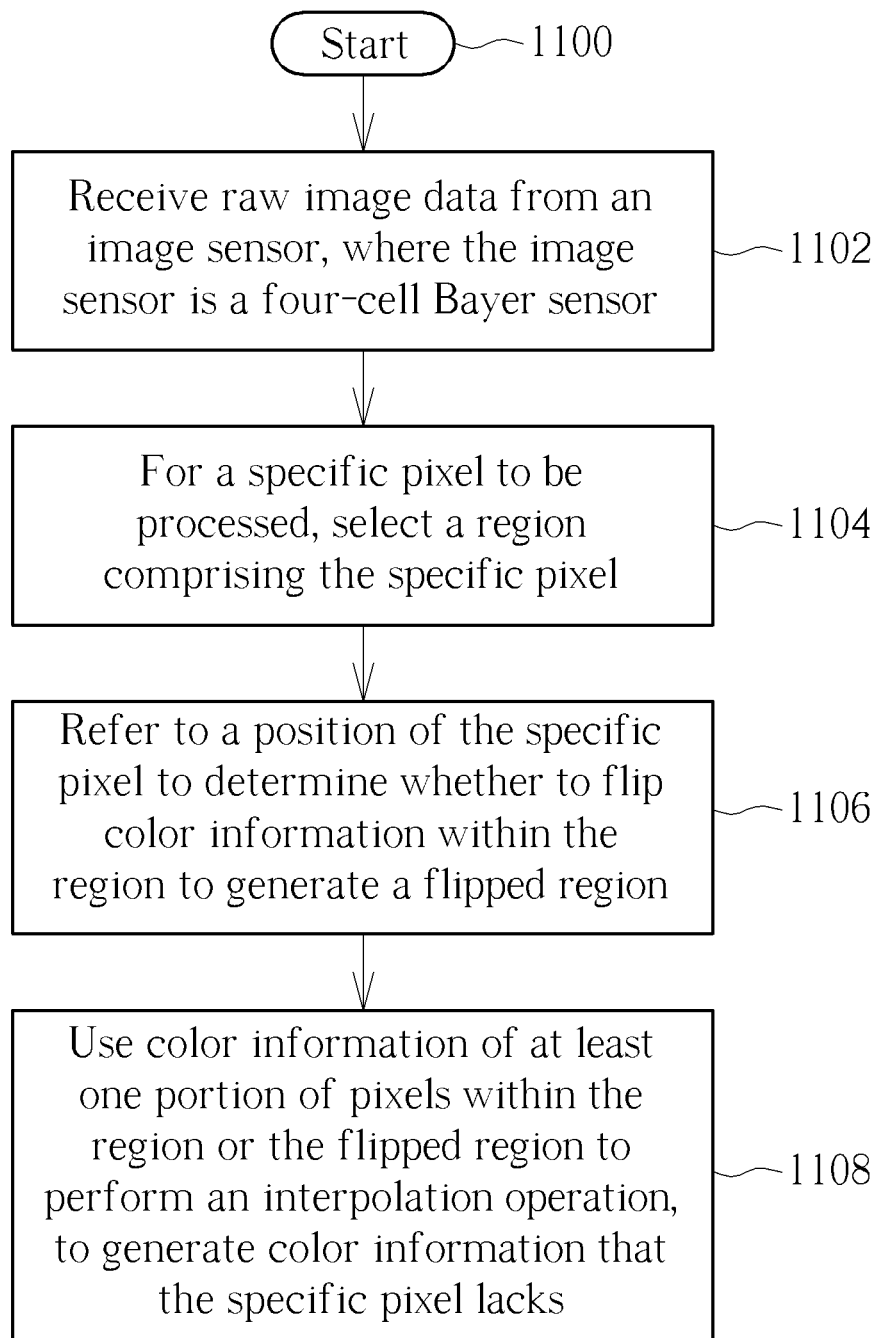 Start
1100
Receive raw image data from an
image sensor, where the image
sensor is a four-cell Bayer sensor
1102
For a specific pixel to be
processed, select a region
comprising the specific pixel
1104
Refer to a position of the specific
pixel to determine whether to flip
color information within the
region to generate a flipped region
1106
Use color information of at least
one portion of pixels within the
region or the flipped region to
perform an interpolation operation,
to generate color information that
the specific pixel lacks
1108